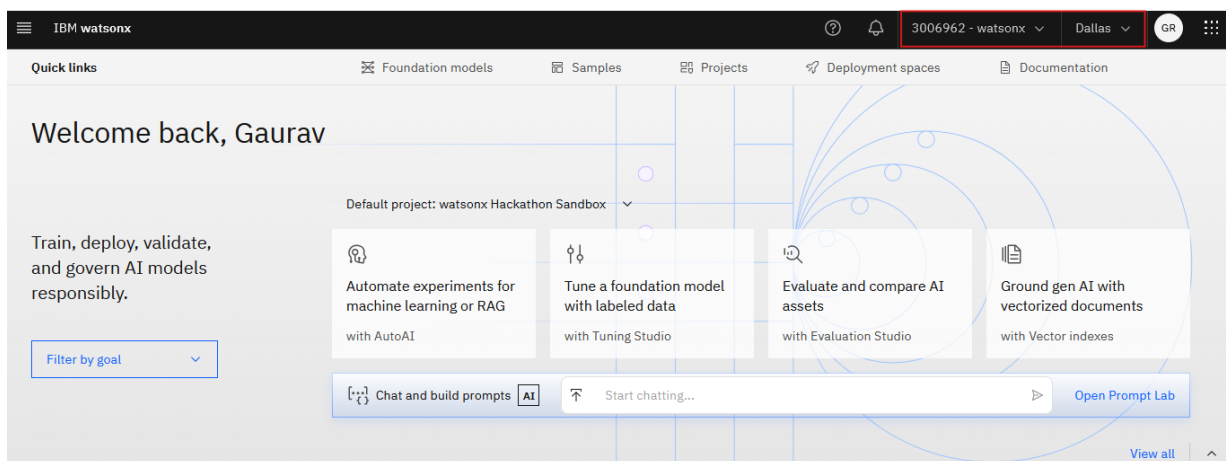 IBM watsonx
3006962 - watsonx
Dallas
GR
Quick links
Foundation models
Samples
Projects
Deployment spaces
Documentation
Welcome back, Gaurav
Default project: watsonx Hackathon Sandbox
Train, deploy, validate,
and govern AI models
responsibly.
Filter by goal
Automate experiments for
machine learning or RAG
with AutoAI
Tune a foundation model
with labeled data
with Tuning Studio
Evaluate and compare AI
assets
with Evaluation Studio
Ground gen AI with
vectorized documents
with Vector indexes
Chat and build prompts AI
Start chatting...
Open Prompt Lab
View all